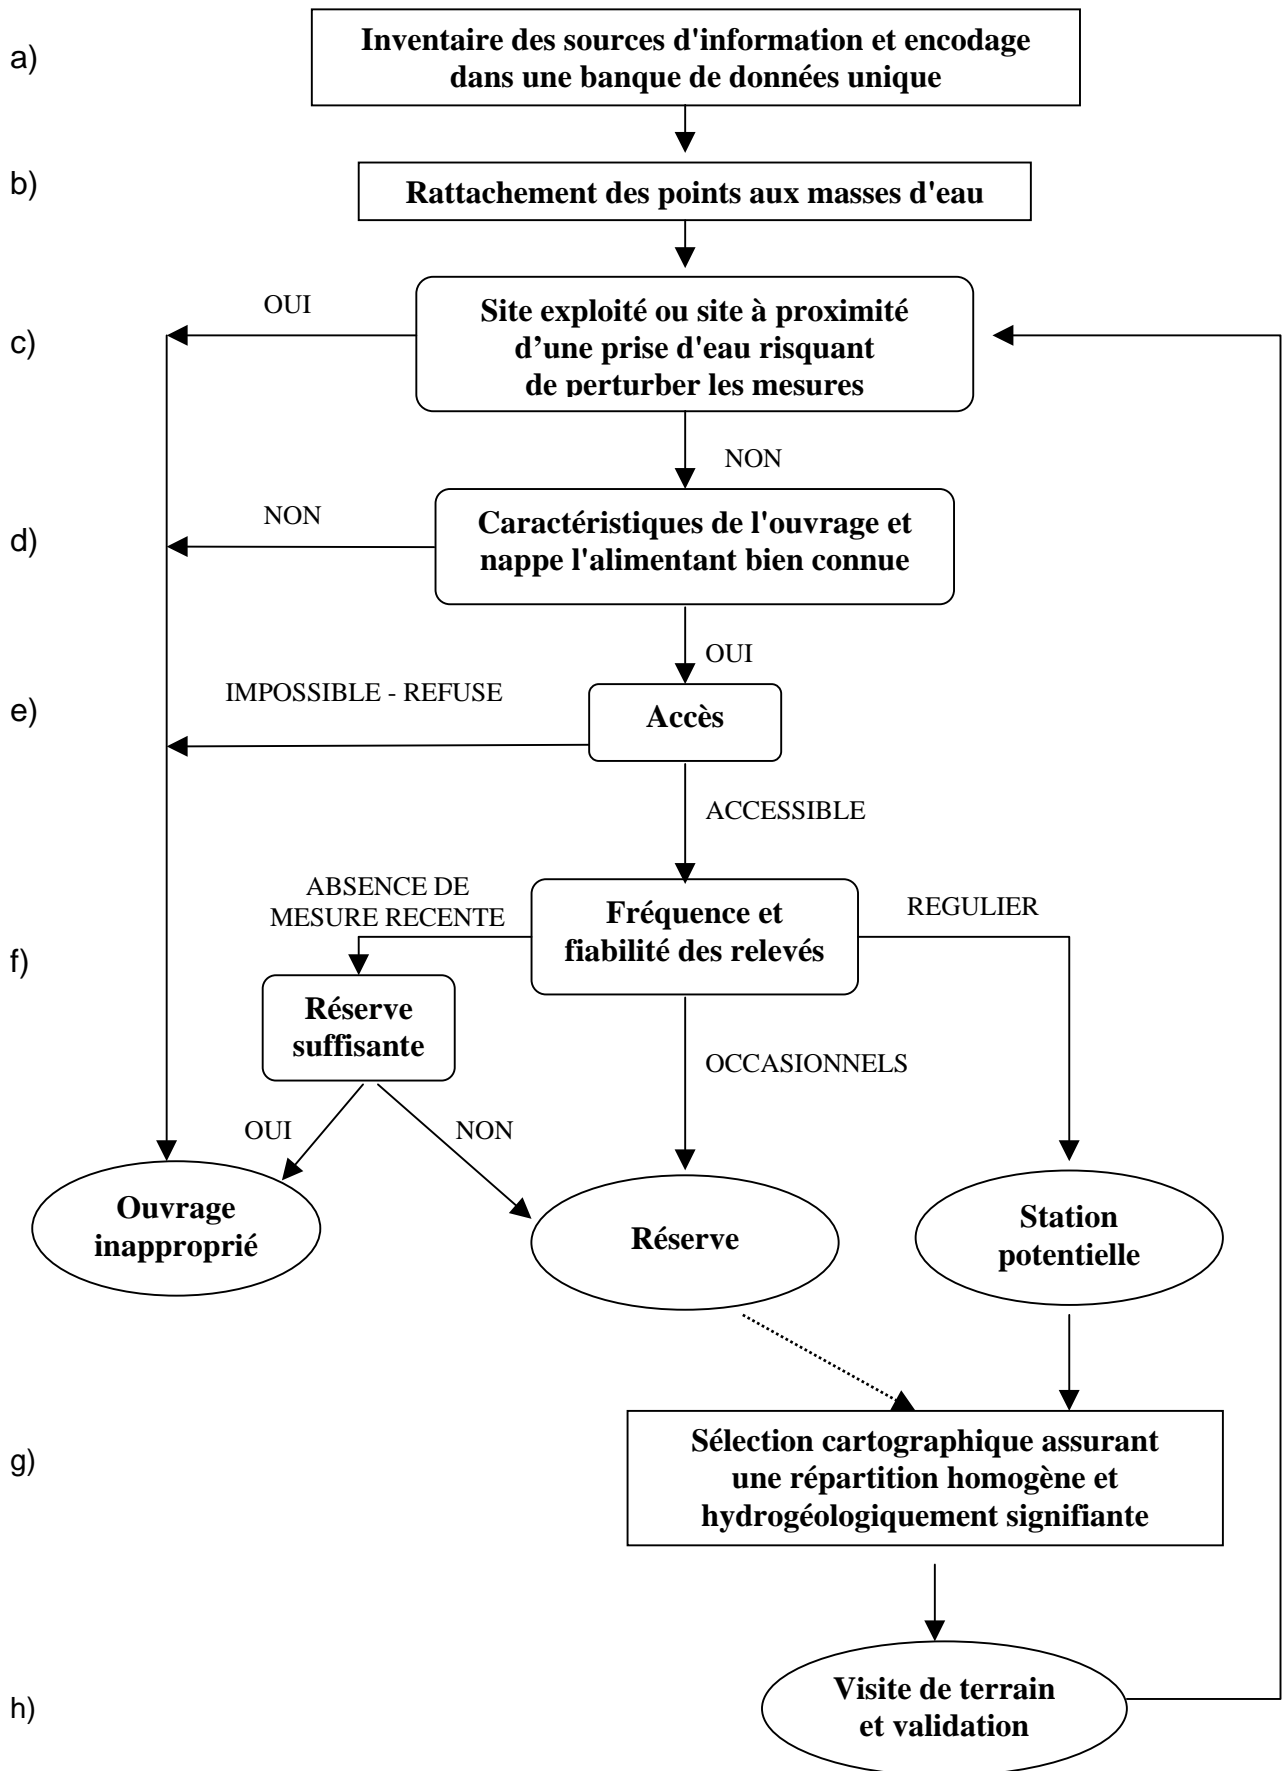 a)
Inventaire des sources d'information et encodage
dans une banque de données unique
b)
Rattachement des points aux masses d'eau
OUI
c)
Site exploité ou site à proximité
d’une prise d'eau risquant
de perturber les mesures
NON
NON
d)
Caractéristiques de l'ouvrage et
nappe l'alimentant bien connue
OUI
IMPOSSIBLE - REFUSE
e)
Accès
ACCESSIBLE
ABSENCE DE
MESURE RECENTE
Fréquence et
fiabilité des relevés
REGULIER
f)
Réserve
suffisante
OCCASIONNELS
OUI
NON
Ouvrage
inapproprié
Réserve
Station
potentielle
g)
Sélection cartographique assurant
une répartition homogène et
hydrogéologiquement signifiante
h)
Visite de terrain
et validation